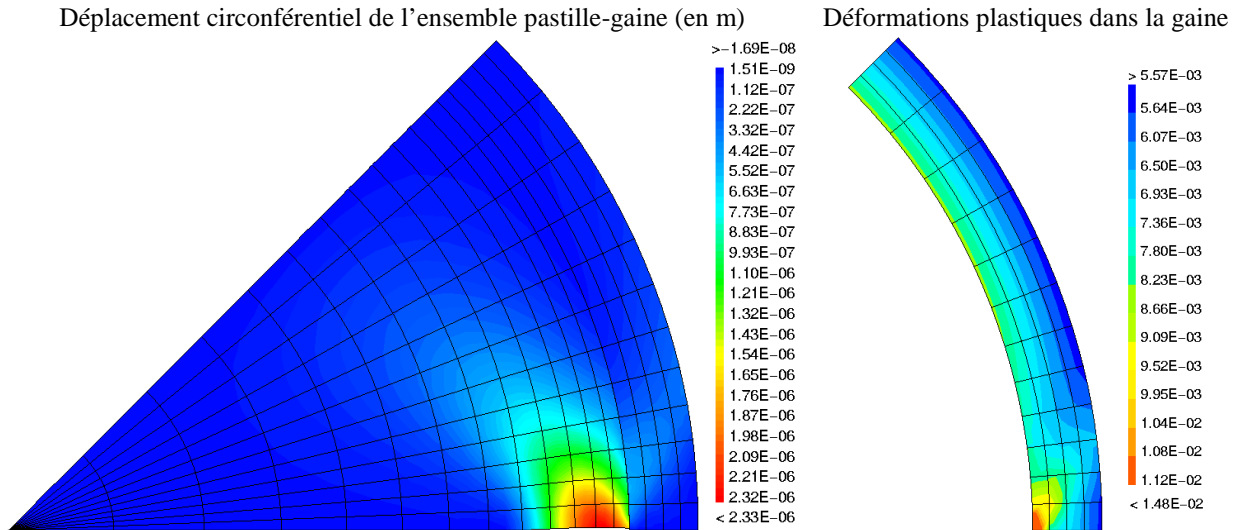 Déplacement circonférentiel de l’ensemble pastille-gaine (en m)
>−1.69E−08
1.51E−09
1.12E−07
2.22E−07
3.32E−07
4.42E−07
5.52E−07
6.63E−07
7.73E−07
8.83E−07
9.93E−07
1.10E−06
1.21E−06
1.32E−06
1.54E−06
1.65E−06
1.76E−06
1.87E−06
1.98E−06
2.09E−06
2.21E−06
2.32E−06
< 2.33E−06
Déformations plastiques dans la gaine
> 5.57E−03
5.64E−03
6.07E−03
6.50E−03
6.93E−03
7.36E−03
7.80E−03
8.23E−03
8.66E−03
9.09E−03
9.52E−03
9.95E−03
1.04E−02
1.08E−02
1.12E−02
< 1.48E−02